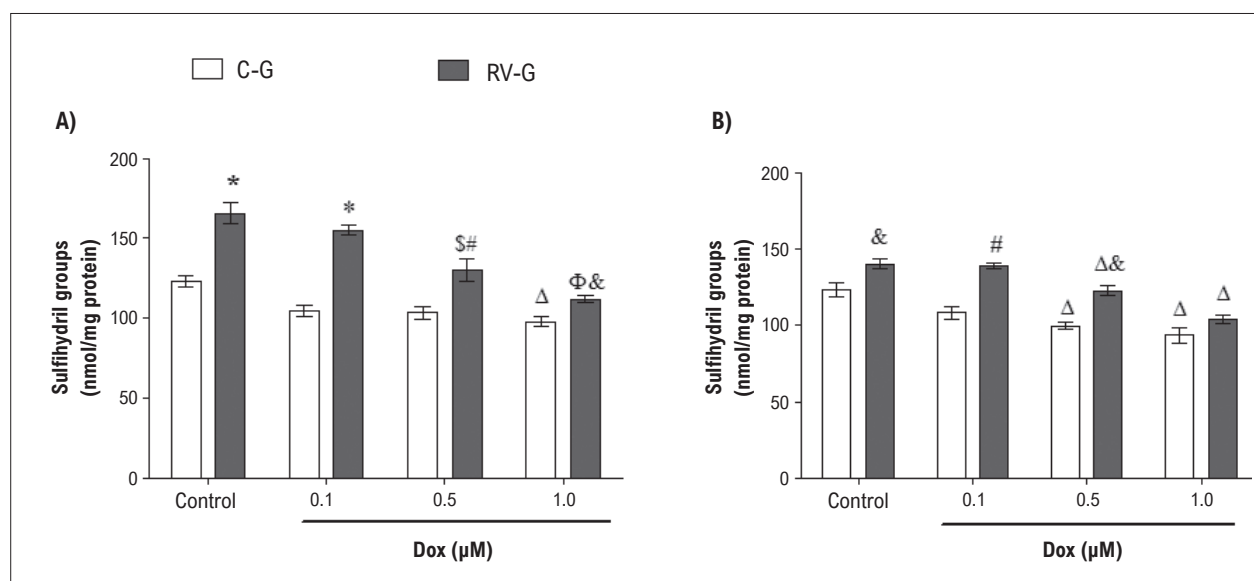 C-G
RV-G
A)
Sulfihydril groups
(nmol/mg protein)
200
150
100
50
0
*
*
$#
Δ
Φ&
Control
0.1
0.5
1.0
Dox (µM)
B)
Sulfihydril groups
(nmol/mg protein)
200
150
100
50
0
&
#
Δ
Δ&
Δ
Δ
Control
0.1
0.5
1.0
Dox (µM)